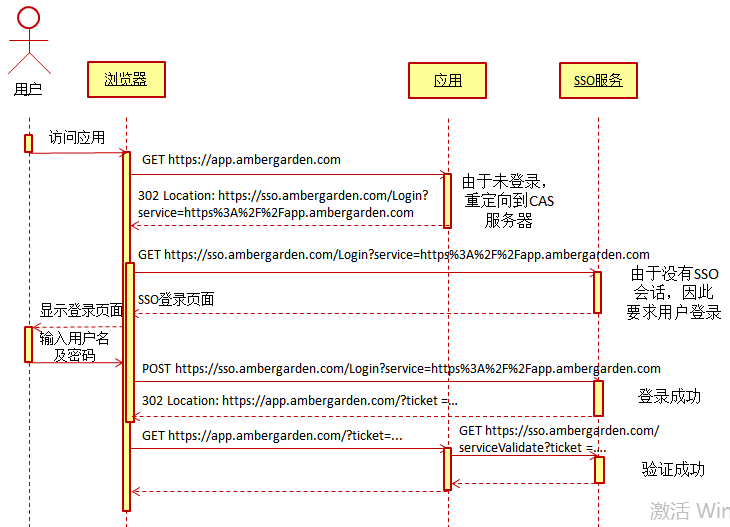 用户
浏览器
应用
SSO服务
访问应用
GET https://app.ambergarden.com
302 Location: https://sso.ambergarden.com/Login?
service=https%3A%2F%2Fapp.ambergarden.com
由于未登录，
重定向到CAS
服务器
GET https://sso.ambergarden.com/Login?service=https%3A%2F%2Fapp.ambergarden.com
由于没有SSO
会话，因此
要求用户登录
SSO登录页面
显示登录页面
输入用户名
及密码
POST https://sso.ambergarden.com/Login?service=https%3A%2F%2Fapp.ambergarden.com
302 Location: https://app.ambergarden.com/?ticket =...
登录成功
GET https://app.ambergarden.com/?ticket=...
GET https://sso.ambergarden.com/
serviceValidate?ticket =....
验证成功
激活 Win